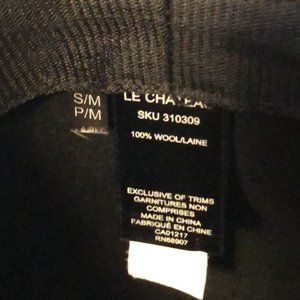 S/M
P/M
LE CHATEAU
SKU 310309
100% WOOL/LAINE
EXCLUSIVE OF TRIMS
GARNITURES NON
COMPRISES
MADE IN CHINA
FABRIQUÉ EN CHINE
CA01217
RN68907